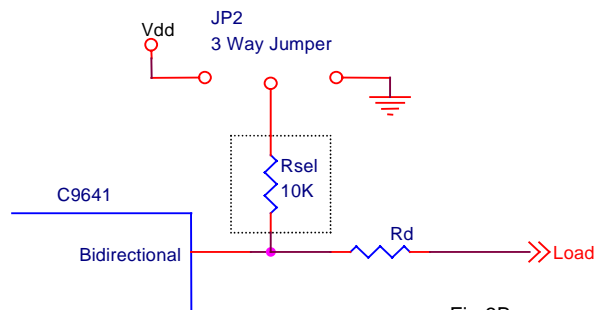 JP2
Vdd
3 Way Jumper
Rsel
10K
C9641
Rd
Bidirectional
Load